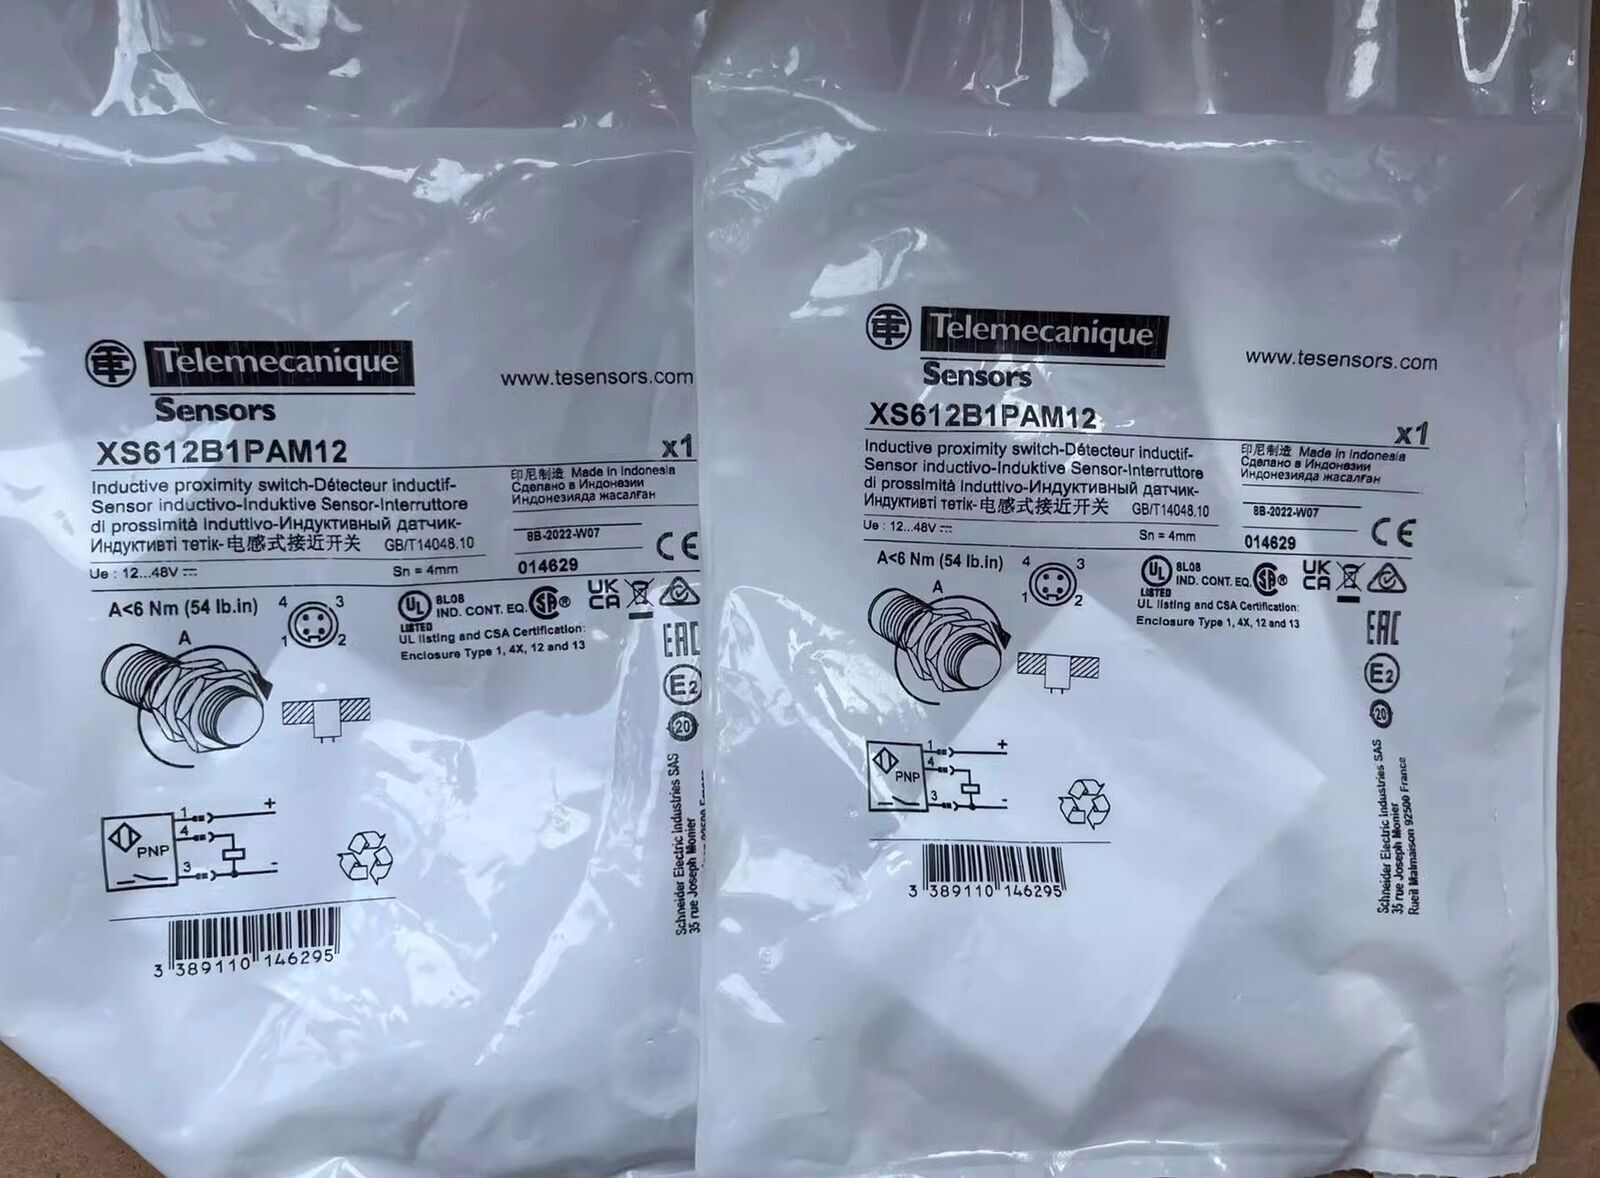 Telemecanique
Sensors
www.tesensors.com
XS612B1PAM12
x1
Inductive proximity switch-Détecteur inductif-
Sensor inductivo-Induktive Sensor-Interruttore
di prossimità induttivo-Индуктивный датчик-
Индуктивті тетік-电感式接近开关 GB/T14048.10
印尼制造 Made in Indonesia
Сделано в Индонезии
Индонезияда жасалған
8B-2022-W07
014629
CE
Ue : 12...48V
Sn = 4mm
A<6 Nm (54 lb.in)
A
4 3
1 2
UL
LISTED
8L08
IND. CONT. EQ.
SA®
UK
CA
UL listing and CSA Certification:
Enclosure Type 1, 4X, 12 and 13
EAC
E2
20
PNP
1 +
4
3 -
Schneider Electric Industries SAS
35 rue Joseph Monier
3 389110 146295
Telemecanique
Sensors
www.tesensors.com
XS612B1PAM12
x1
Inductive proximity switch-Détecteur inductif-
Sensor inductivo-Induktive Sensor-Interruttore
di prossimità induttivo-Индуктивный датчик-
Индуктивті тетік-电感式接近开关 GB/T14048.10
印尼制造 Made in Indonesia
Сделано в Индонезии
Индонезияда жасалған
8B-2022-W07
014629
CE
Ue : 12...48V
Sn = 4mm
A<6 Nm (54 lb.in)
A
4 3
1 2
UL
LISTED
8L08
IND. CONT. EQ.
SA®
UK
CA
UL listing and CSA Certification:
Enclosure Type 1, 4X, 12 and 13
EAC
E2
20
PNP
1 +
4
3 -
Schneider Electric Industries SAS
35 rue Joseph Monier
Rueil Malmaison 92500 France
3 389110 146295